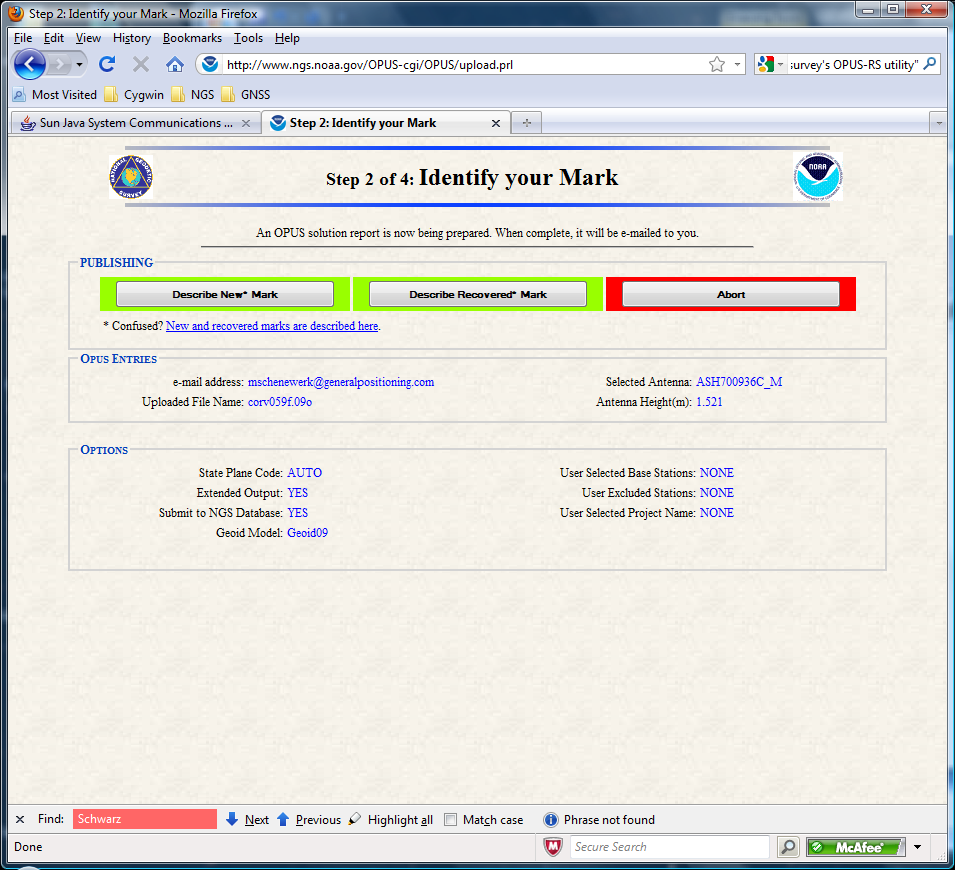 Step 2: Identify your Mark - Mozilla Firefox
File Edit View History Bookmarks Tools Help
http://www.ngs.noaa.gov/OPUS-cgi/OPUS/upload.prl
survey's OPUS-RS utility"
Most Visited Cygwin NGS GNSS
Sun Java System Communications ...
Step 2: Identify your Mark
Step 2 of 4: Identify your Mark
NOAA
An OPUS solution report is now being prepared. When complete, it will be e-mailed to you.
PUBLISHING
Describe New* Mark
Describe Recovered* Mark
Abort
* Confused? New and recovered marks are described here.
OPUS ENTRIES
e-mail address: mschenewerk@generalpositioning.com
Selected Antenna: ASH700936C_M
Uploaded File Name: corv059f.09o
Antenna Height(m): 1.521
OPTIONS
State Plane Code: AUTO
User Selected Base Stations: NONE
Extended Output: YES
User Excluded Stations: NONE
Submit to NGS Database: YES
User Selected Project Name: NONE
Geoid Model: Geoid09
Find: Schwarz Next Previous Highlight all Match case Phrase not found
Done
Secure Search
McAfee